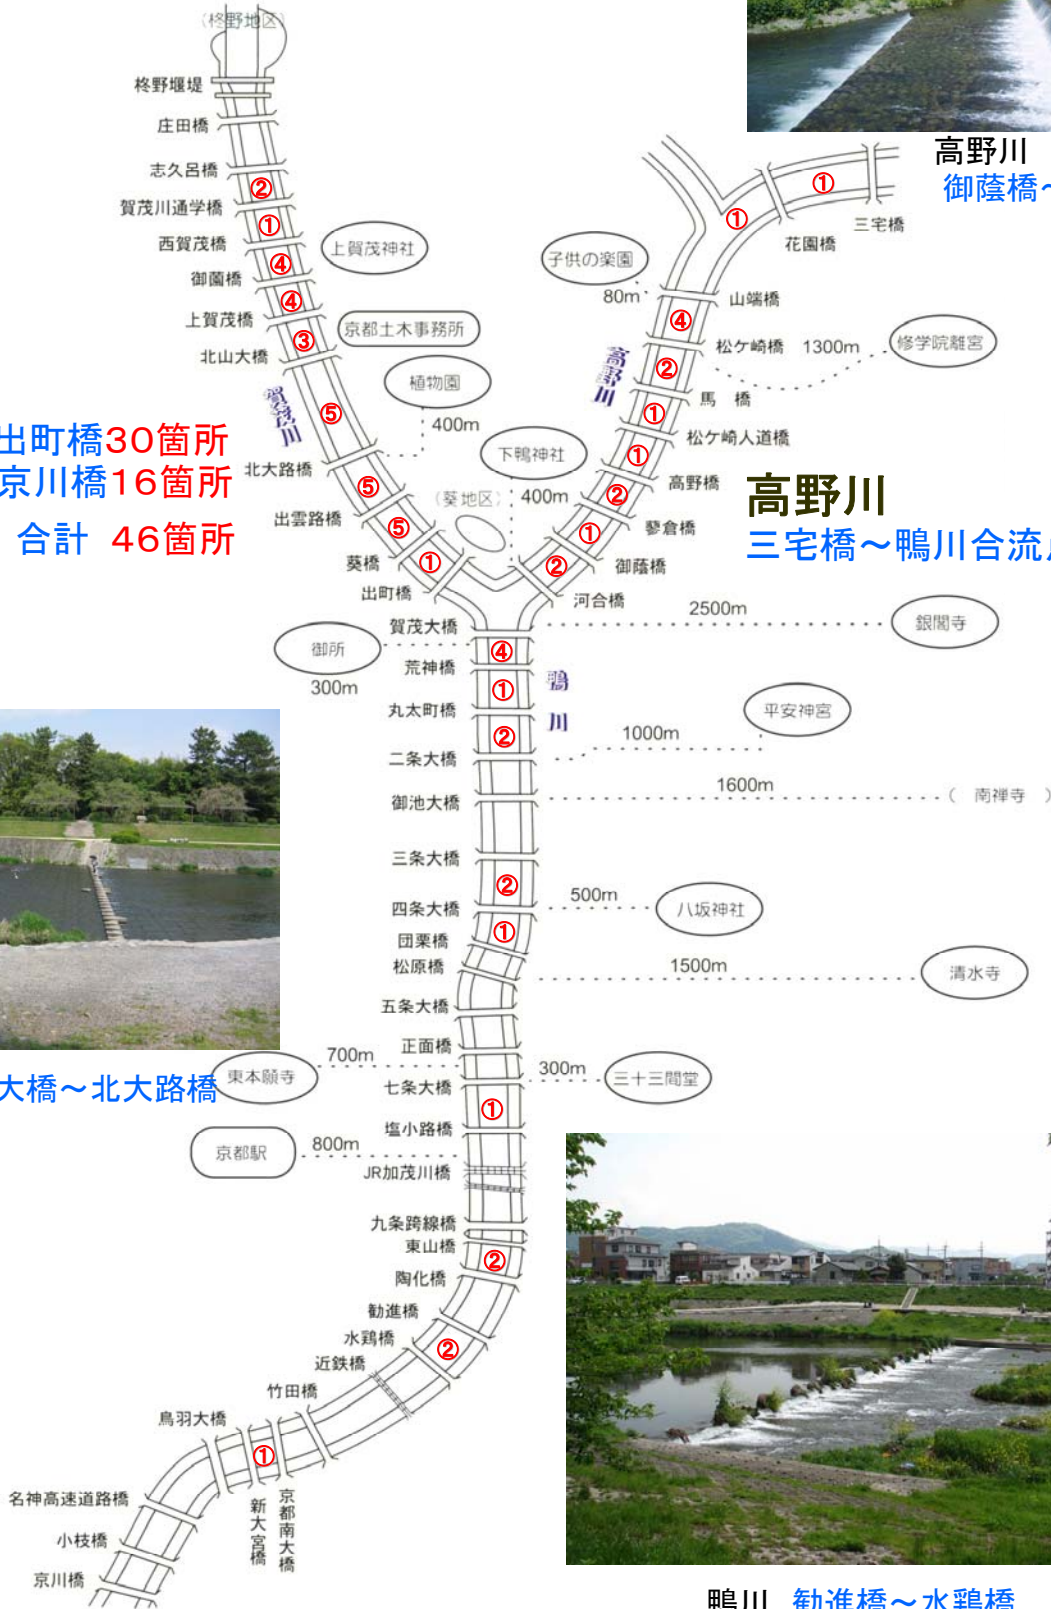 (柊野地区)
柊野堰堤
庄田橋
志久呂橋
②
賀茂川通学橋
①
西賀茂橋
④
御薗橋
④
上賀茂橋
③
北山大橋
上賀茂神社
京都土木事務所
植物園
400m
賀茂川
⑤
北大路橋
⑤
出雲路橋
⑤
葵橋
①
出町橋
(葵地区)
下鴨神社
400m
出町橋30箇所
京川橋16箇所
合計 46箇所
高野川
御蔭橋~
三宅橋
①
花園橋
①
子供の楽園
80m
山端橋
④
松ケ崎橋
1300m
修学院離宮
高野川
②
馬 橋
①
松ケ崎人道橋
①
高野橋
②
蓼倉橋
①
御蔭橋
②
河合橋
高野川
三宅橋~鴨川合流
賀茂大橋
2500m
銀閣寺
御所
300m
④
荒神橋
①
鴨川
丸太町橋
②
平安神宮
1000m
二条大橋
御池大橋
1600m
( 南禅寺 )
三条大橋
②
四条大橋
500m
八坂神社
①
団栗橋
松原橋
1500m
清水寺
五条大橋
正面橋
東本願寺
700m
300m
三十三間堂
七条大橋
①
塩小路橋
京都駅
800m
JR加茂川橋
九条跨線橋
東山橋
②
陶化橋
勧進橋
②
水鶏橋
近鉄橋
竹田橋
京都南大橋
①
新大宮橋
鳥羽大橋
名神高速道路橋
小枝橋
京川橋
大橋~北大路橋
鴨川 勧進橋~水鶏橋